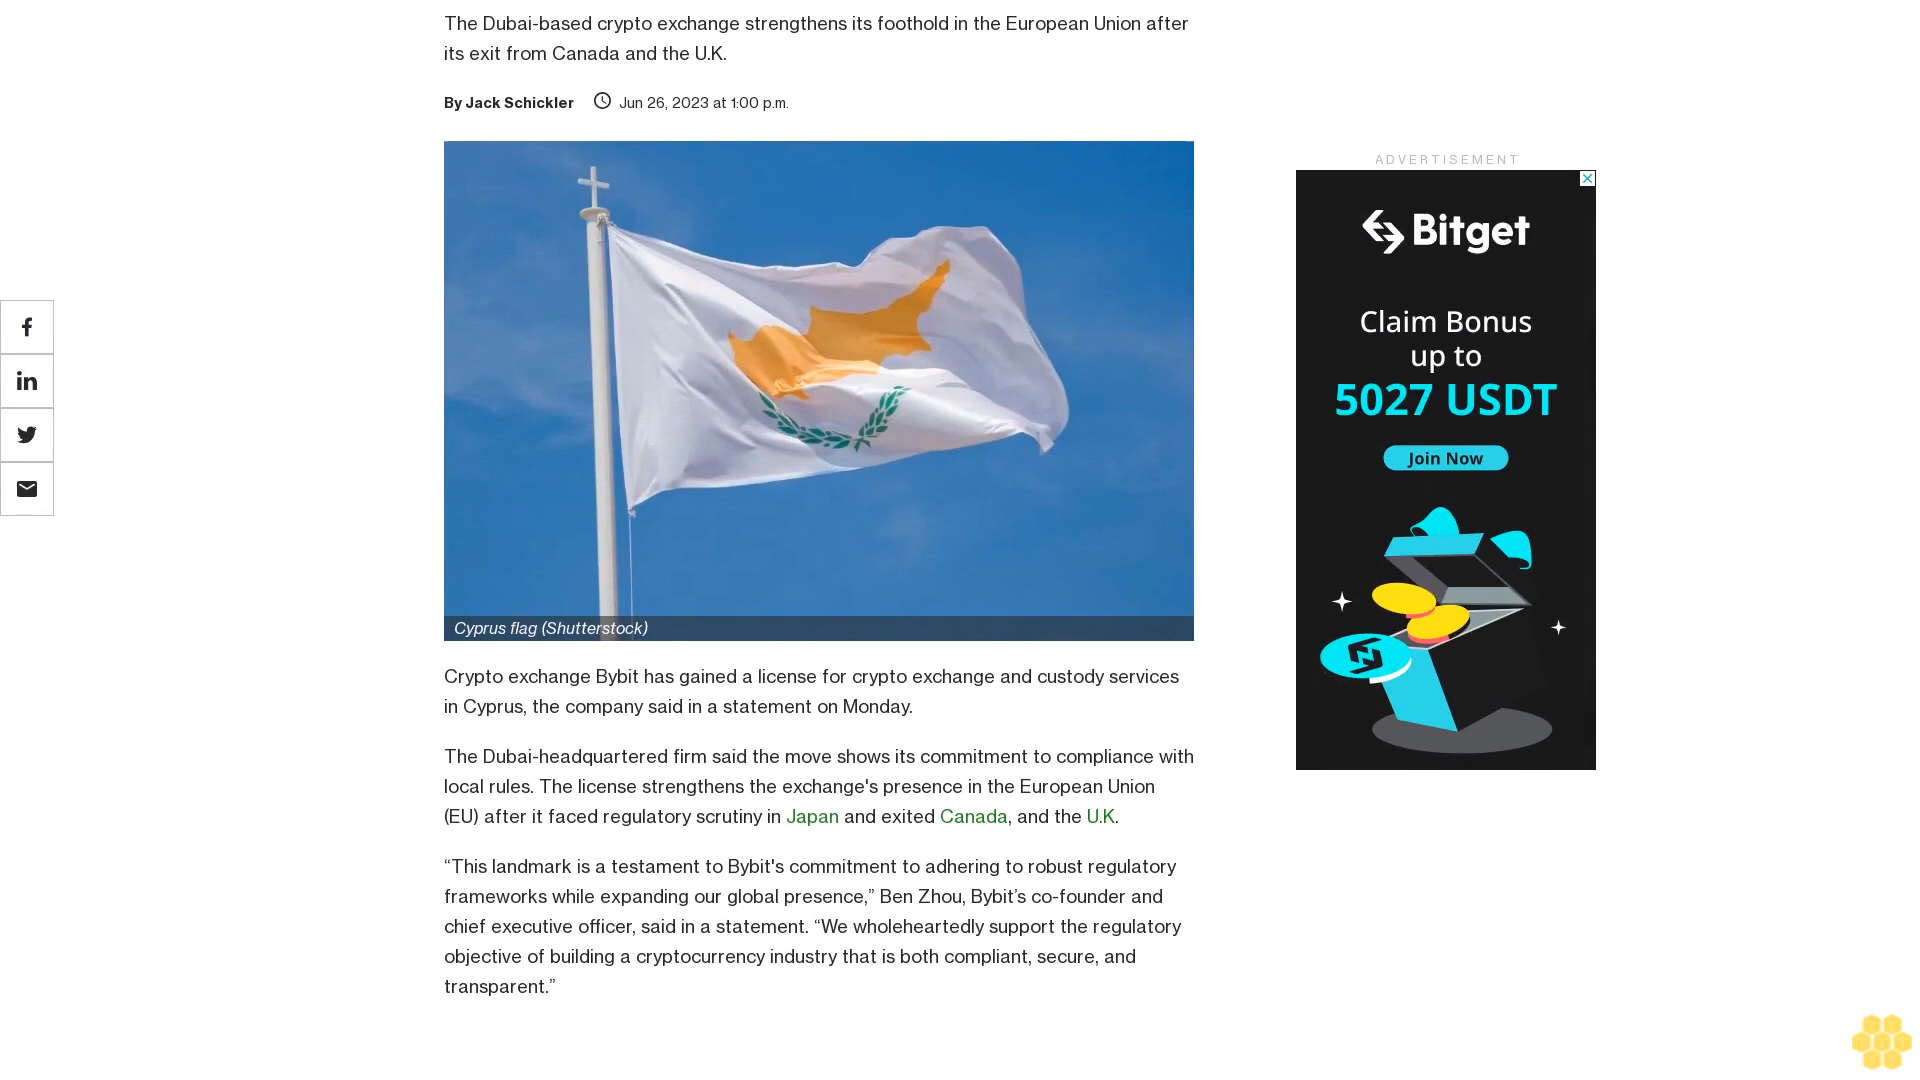 The Dubai-based crypto exchange strengthens its foothold in the European Union after
its exit from Canada and the U.K.
By Jack Schickler Jun 26, 2023 at 1:00 p.m.
Cyprus flag (Shutterstock)
Crypto exchange Bybit has gained a license for crypto exchange and custody services
in Cyprus, the company said in a statement on Monday.
The Dubai-headquartered firm said the move shows its commitment to compliance with
local rules. The license strengthens the exchange's presence in the European Union
(EU) after it faced regulatory scrutiny in Japan and exited Canada, and the U.K.
“This landmark is a testament to Bybit's commitment to adhering to robust regulatory
frameworks while expanding our global presence,” Ben Zhou, Bybit’s co-founder and
chief executive officer, said in a statement. “We wholeheartedly support the regulatory
objective of building a cryptocurrency industry that is both compliant, secure, and
transparent.”
ADVERTISEMENT
Bitget
Claim Bonus
up to
5027 USDT
Join Now